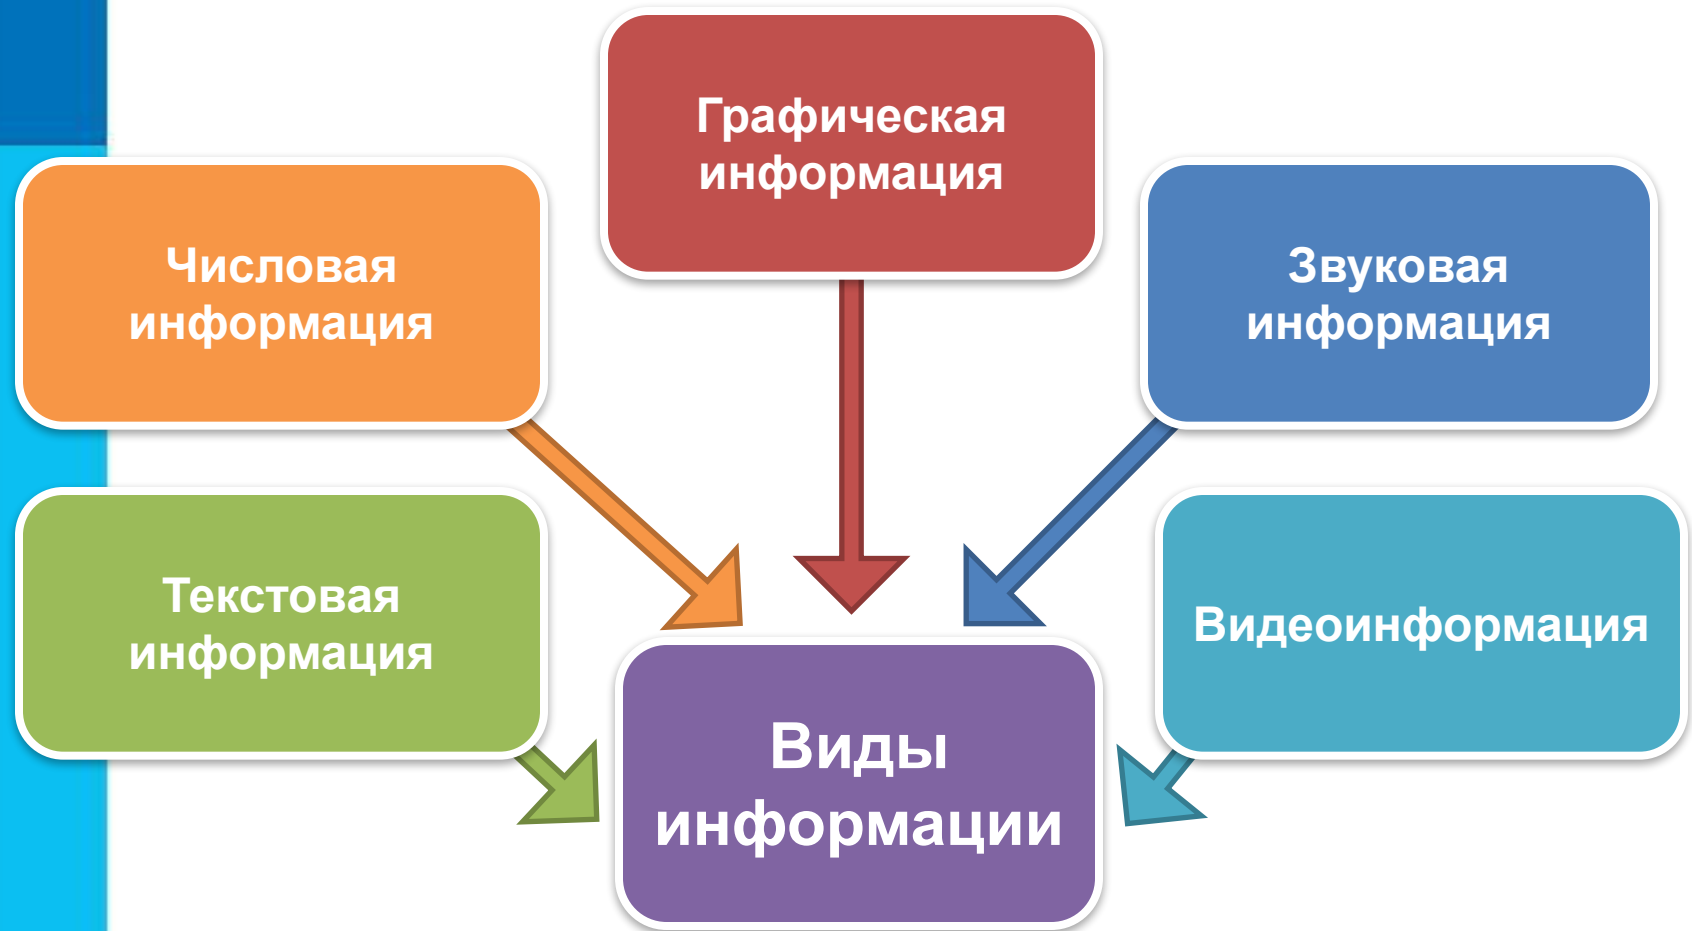 Графическая
информация
Числовая
информация
Звуковая
информация
Текстовая
информация
Видеоинформация
Виды
информации